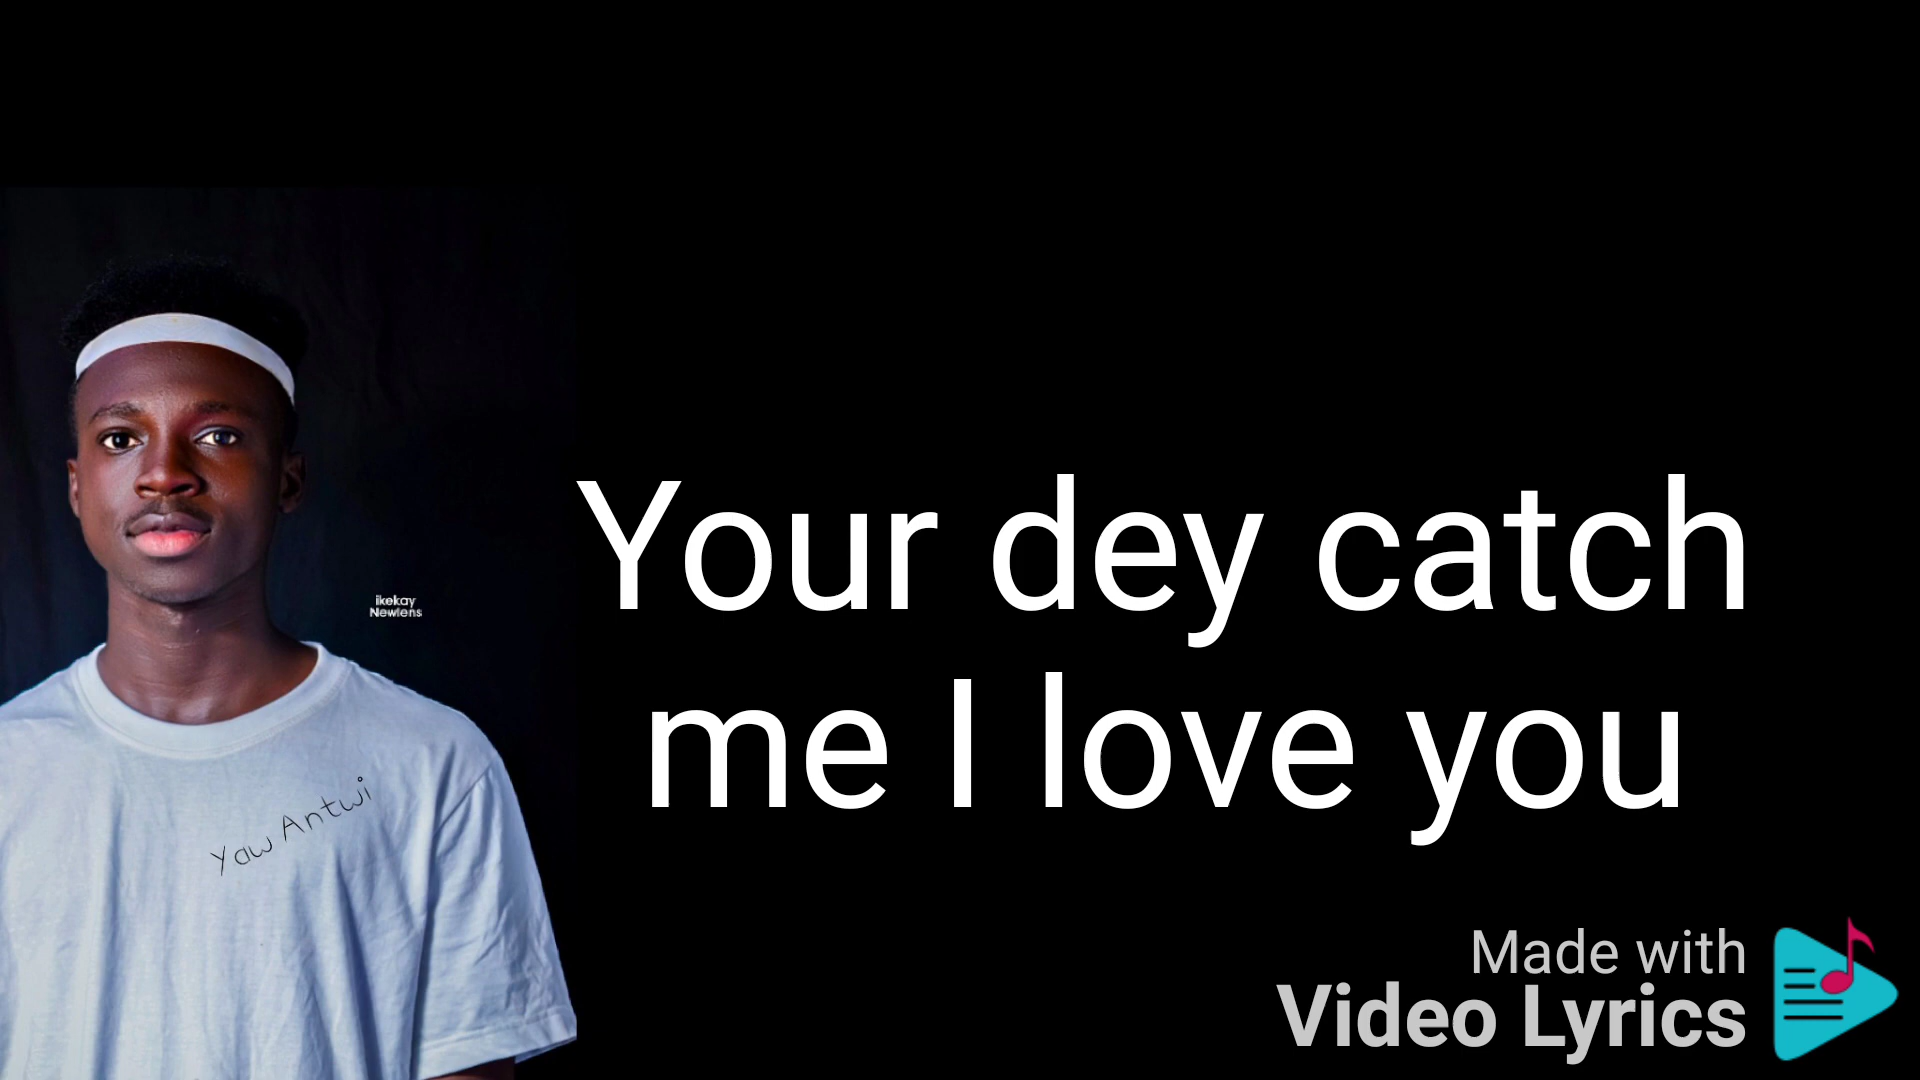 Your dey catch
me I love you
ikekay
Newlens
Yaw Antwi
Made with
Video Lyrics